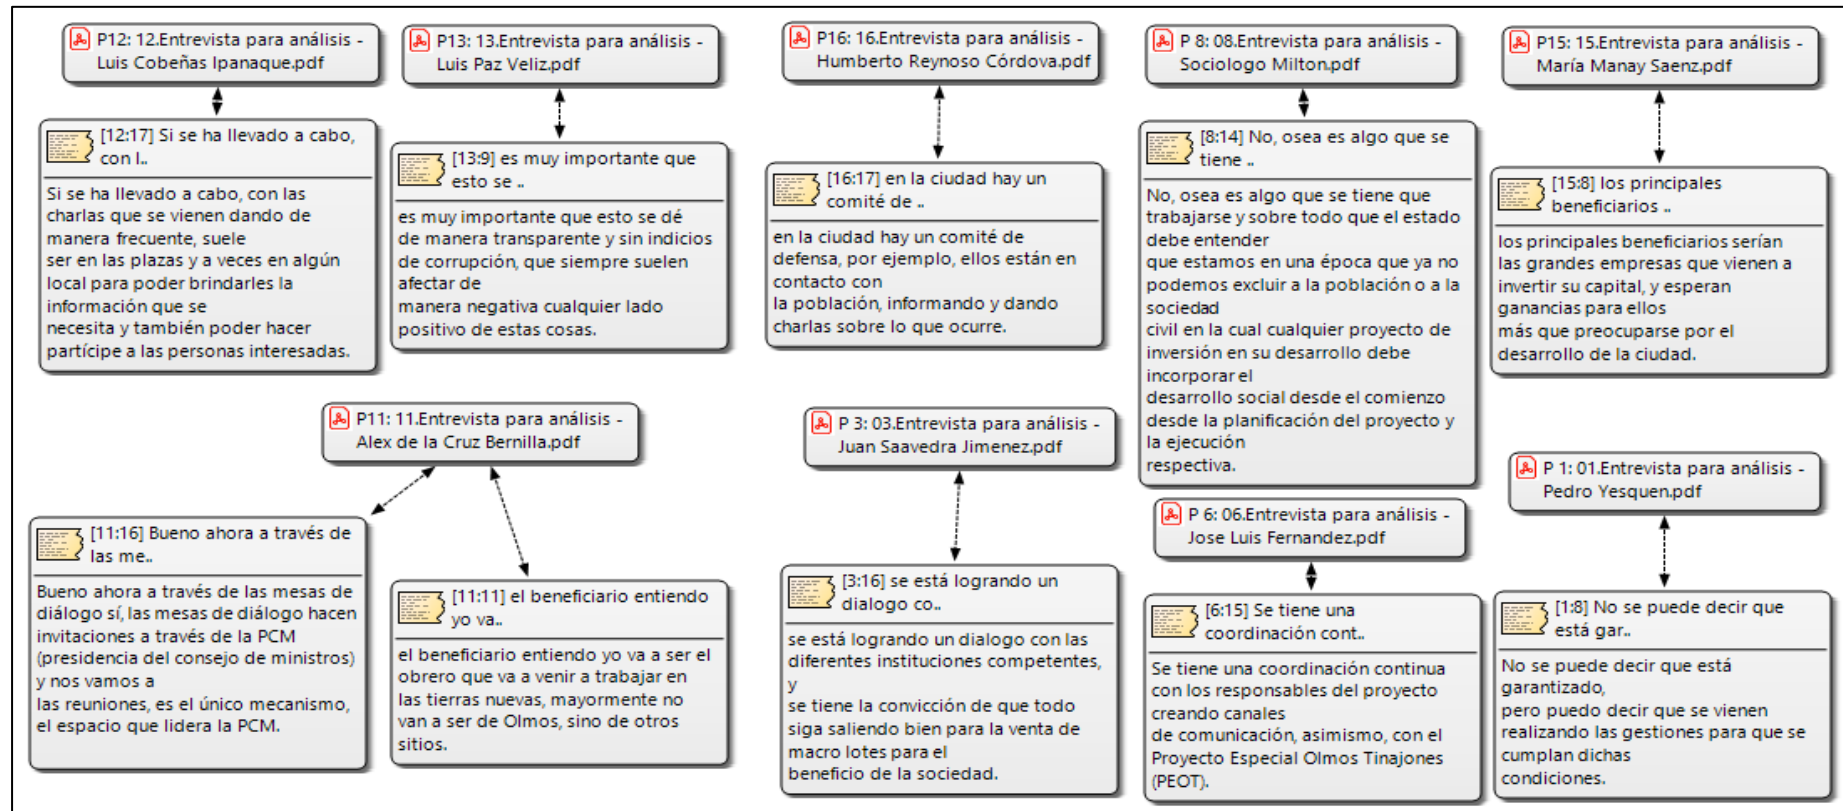 P12: 12.Entrevista para análisis -
Luis Cobeñas Ipanaque.pdf
[12:17] Si se ha llevado a cabo,
con l..
Si se ha llevado a cabo, con las
charlas que se vienen dando de
manera frecuente, suele
ser en las plazas y a veces en algún
local para poder brindarles la
información que se
necesita y también poder hacer
partícipe a las personas interesadas.
P13: 13.Entrevista para análisis -
Luis Paz Veliz.pdf
[13:9] es muy importante que
esto se ..
es muy importante que esto se dé
de manera transparente y sin indicios
de corrupción, que siempre suelen
afectar de
manera negativa cualquier lado
positivo de estas cosas.
P16: 16.Entrevista para análisis -
Humberto Reynoso Córdova.pdf
[16:17] en la ciudad hay un
comité de ..
en la ciudad hay un comité de
defensa, por ejemplo, ellos están en
contacto con
la población, informando y dando
charlas sobre lo que ocurre.
P 8: 08.Entrevista para análisis -
Sociologo Milton.pdf
[8:14] No, osea es algo que se
tiene ..
No, osea es algo que se tiene que
trabajarse y sobre todo que el estado
debe entender
que estamos en una época que ya no
podemos excluir a la población o a la
sociedad
civil en la cual cualquier proyecto de
inversión en su desarrollo debe
incorporar el
desarrollo social desde el comienzo
desde la planificación del proyecto y
la ejecución
respectiva.
P15: 15.Entrevista para análisis -
María Manay Saenz.pdf
[15:8] los principales
beneficiarios ..
los principales beneficiarios serían
las grandes empresas que vienen a
invertir su capital, y esperan
ganancias para ellos
más que preocuparse por el
desarrollo de la ciudad.
P11: 11.Entrevista para análisis -
Alex de la Cruz Bernilla.pdf
[11:16] Bueno ahora a través de
las me..
Bueno ahora a través de las mesas de
diálogo sí, las mesas de diálogo hacen
invitaciones a través de la PCM
(presidencia del consejo de ministros)
y nos vamos a
las reuniones, es el único mecanismo,
el espacio que lidera la PCM.
[11:11] el beneficiario entiendo
yo va..
el beneficiario entiendo yo va a ser el
obrero que va a venir a trabajar en
las tierras nuevas, mayormente no
van a ser de Olmos, sino de otros
sitios.
P 3: 03.Entrevista para análisis -
Juan Saavedra Jimenez.pdf
[3:16] se está logrando un
dialogo co..
se está logrando un dialogo con las
diferentes instituciones competentes,
y
se tiene la convicción de que todo
siga saliendo bien para la venta de
macro lotes para el
beneficio de la sociedad.
P 6: 06.Entrevista para análisis -
Jose Luis Fernandez.pdf
[6:15] Se tiene una
coordinación cont..
Se tiene una coordinación continua
con los responsables del proyecto
creando canales
de comunicación, asimismo, con el
Proyecto Especial Olmos Tinajones
(PEOT).
P 1: 01.Entrevista para análisis -
Pedro Yesquen.pdf
[1:8] No se puede decir que
está gar..
No se puede decir que está
garantizado,
pero puedo decir que se vienen
realizando las gestiones para que se
cumplan dichas
condiciones.